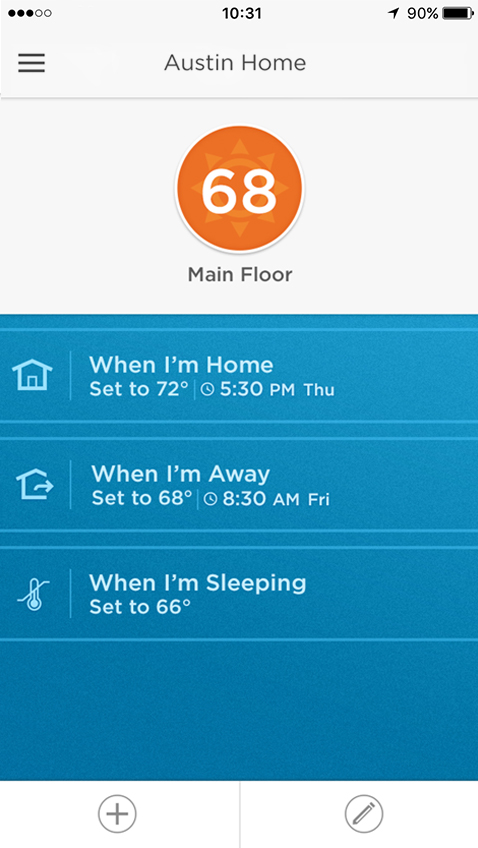 10:31
90%
Austin Home
68
Main Floor
When I'm Home
Set to 72° 5:30 PM Thu
When I'm Away
Set to 68° 8:30 AM Fri
When I'm Sleeping
Set to 66°